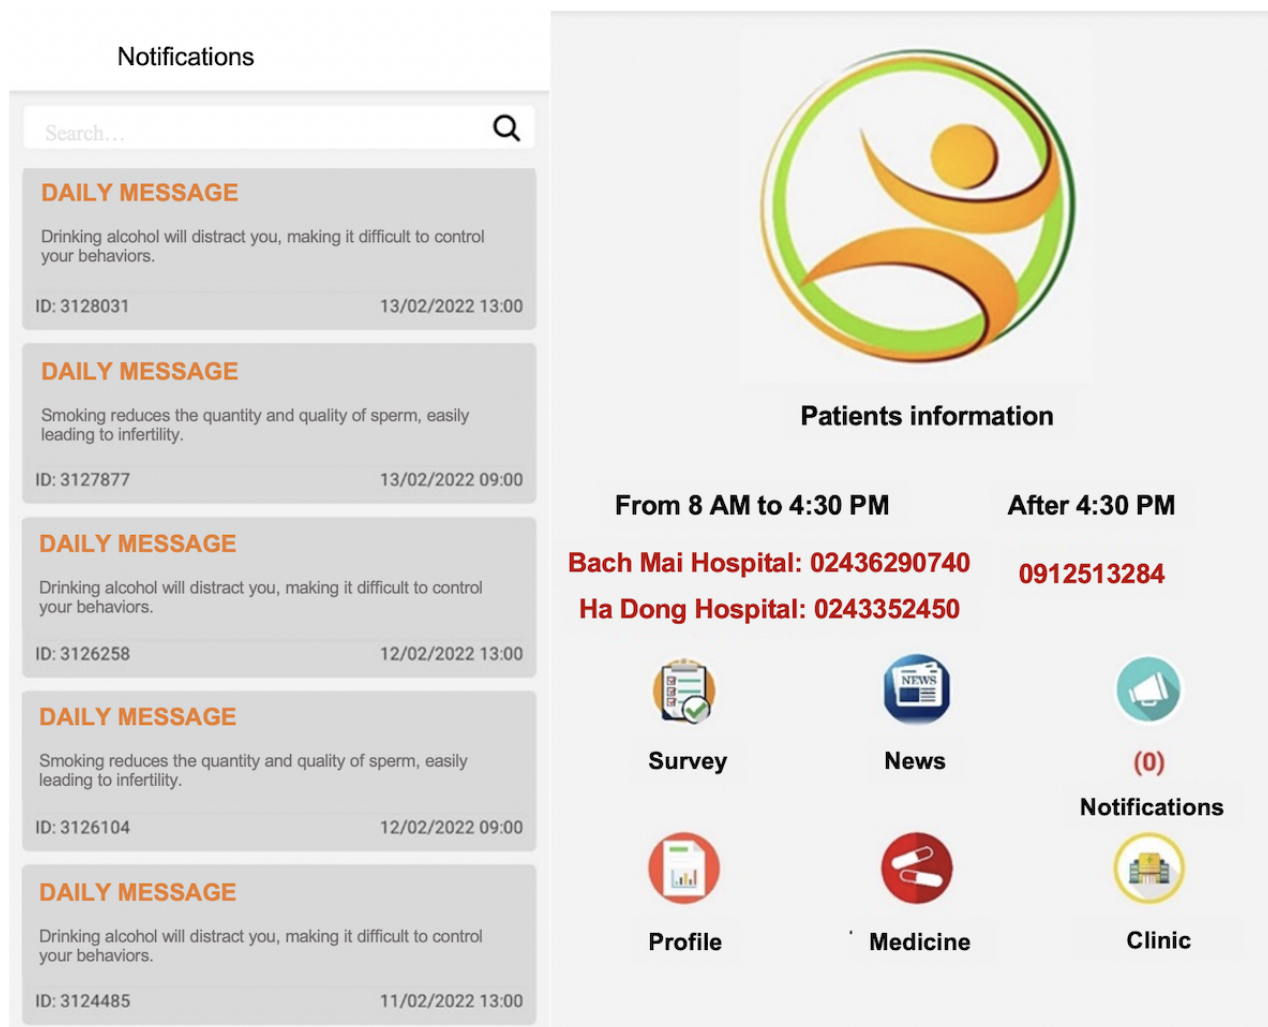 Notifications
Search...
DAILY MESSAGE
Drinking alcohol will distract you, making it difficult to control
your behaviors.
ID: 3128031 13/02/2022 13:00
DAILY MESSAGE
Smoking reduces the quantity and quality of sperm, easily
leading to infertility.
ID: 3127877 13/02/2022 09:00
DAILY MESSAGE
Drinking alcohol will distract you, making it difficult to control
your behaviors.
ID: 3126258 12/02/2022 13:00
DAILY MESSAGE
Smoking reduces the quantity and quality of sperm, easily
leading to infertility.
ID: 3126104 12/02/2022 09:00
DAILY MESSAGE
Drinking alcohol will distract you, making it difficult to control
your behaviors.
ID: 3124485 11/02/2022 13:00
Patients information
From 8 AM to 4:30 PM After 4:30 PM
Bach Mai Hospital: 02436290740 0912513284
Ha Dong Hospital: 0243352450
NEWS
Survey News (0)
Notifications
Profile Medicine Clinic